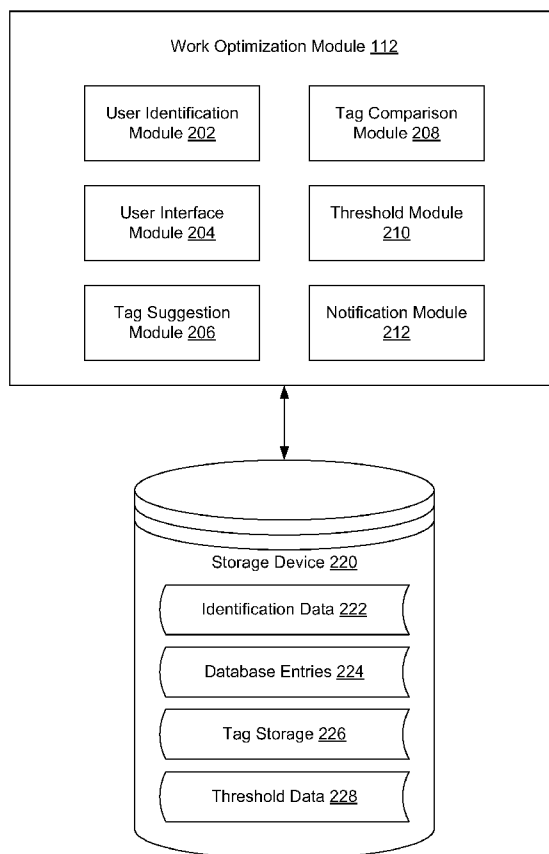 Work Optimization Module 112
User Identification
Module 202
Tag Comparison
Module 208
User Interface
Module 204
Threshold Module
210
Tag Suggestion
Module 206
Notification Module
212
Storage Device 220
Identification Data 222
Database Entries 224
Tag Storage 226
Threshold Data 228